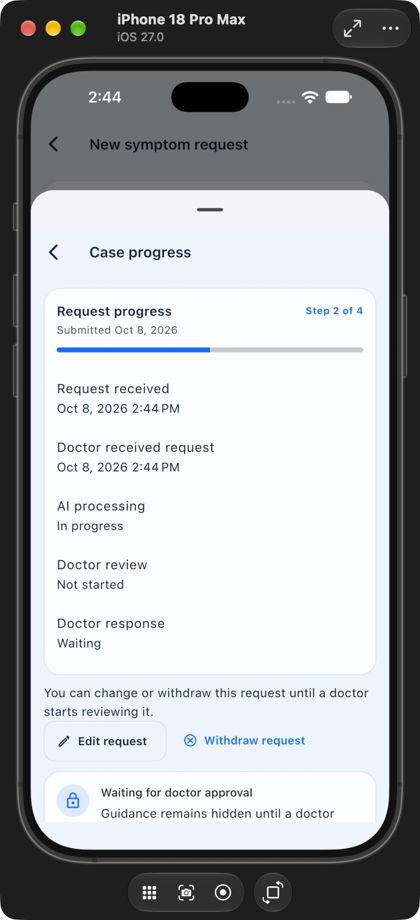 iPhone 18 Pro Max
iOS 27.0
2:44
New symptom request
Case progress
Request progress
Step 2 of 4
Submitted Oct 8, 2026
Request received
Oct 8, 2026 2:44 PM
Doctor received request
Oct 8, 2026 2:44 PM
AI processing
In progress
Doctor review
Not started
Doctor response
Waiting
You can change or withdraw this request until a doctor
starts reviewing it.
Edit request
Withdraw request
Waiting for doctor approval
Guidance remains hidden until a doctor